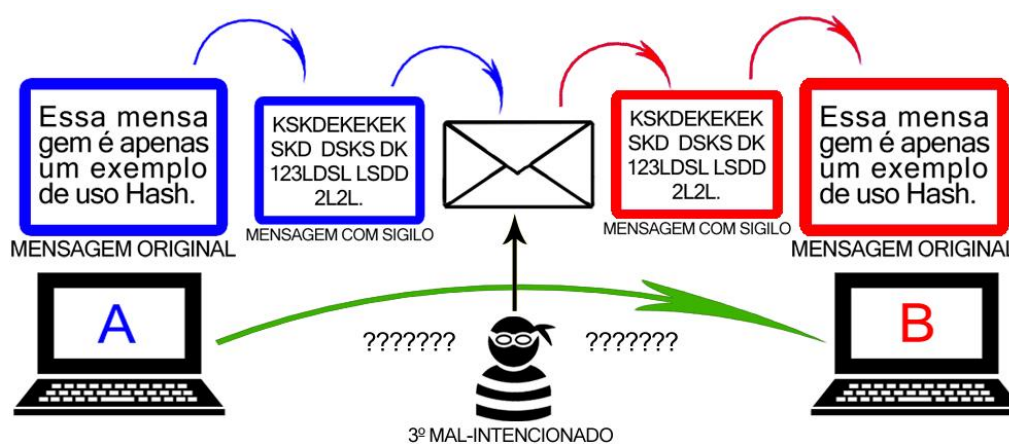 Essa mensa
gem é apenas
um exemplo
de uso Hash.
MENSAGEM ORIGINAL
KSKDEKEKEK
SKD DSKS DK
123LDSL LSDD
2L2L.
MENSAGEM COM SIGILO
KSKDEKEKEK
SKD DSKS DK
123LDSL LSDD
2L2L.
MENSAGEM COM SIGILO
Essa mensa
gem é apenas
um exemplo
de uso Hash.
MENSAGEM ORIGINAL
A
???????
???????
B
3º MAL-INTENCIONADO